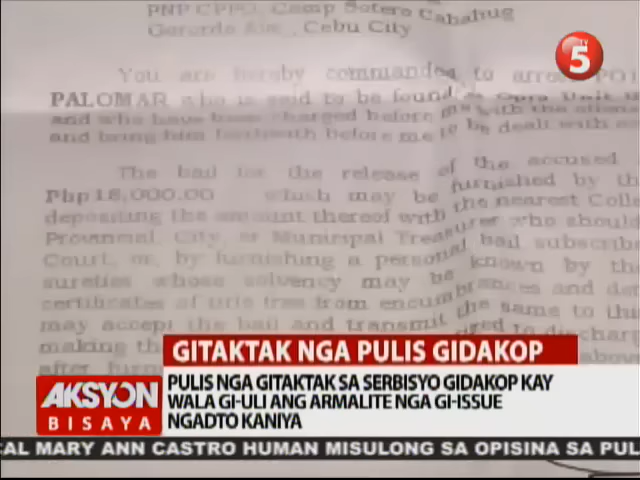 PNP CPPO, Camp Sotero Cabahug
Gorordo Ave., Cebu City
TV5
You are hereby commanded to arrest PO1
PALOMAR who is said to be found
and who have been charged before me with the
and bring him forthwith before me to be dealt with
The bail for the release of the accused
Php18,000.00 which may be furnished by
depositing the amount thereof with the nearest
Provincial, City, or Municipal Treasurer who
Court, or, by furnishing a personal bail
sureties whose solvency may be known by the
certificates of from
may accept the bail and transmit the same to
making
after
GITAKTAK NGA PULIS GIDAKOP
AKSYON
BISAYA
PULIS NGA GITAKTAK SA SERBISYO GIDAKOP KAY
WALA GI-ULI ANG ARMALITE NGA GI-ISSUE
NGADTO KANIYA
CAL MARY ANN CASTRO HUMAN MISULONG SA OPISINA SA PUL